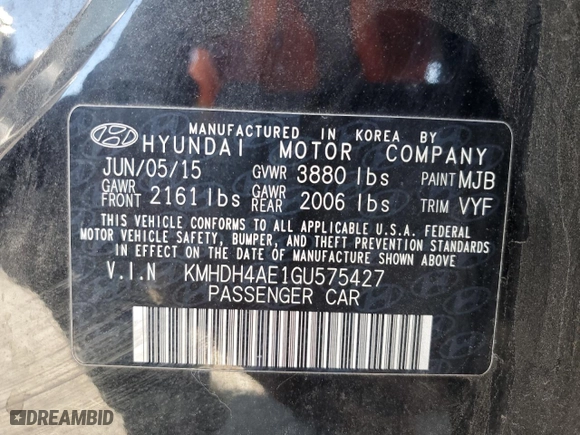 MANUFACTURED IN KOREA BY
HYUNDAI MOTOR COMPANY
JUN/05/15 GVWR 3880 lbs PAINT MJB
GAWR FRONT 2161 lbs GAWR REAR 2006 lbs TRIM VYF
THIS VEHICLE CONFORMS TO ALL APPLICABLE U.S.A. FEDERAL
MOTOR VEHICLE SAFETY, BUMPER, AND THEFT PREVENTION STANDARDS
IN EFFECT ON THE DATE OF MANUFACTURE SHOWN ABOVE
V.I.N KMHDH4AE1GU575427
PASSENGER CAR
DREAMBID